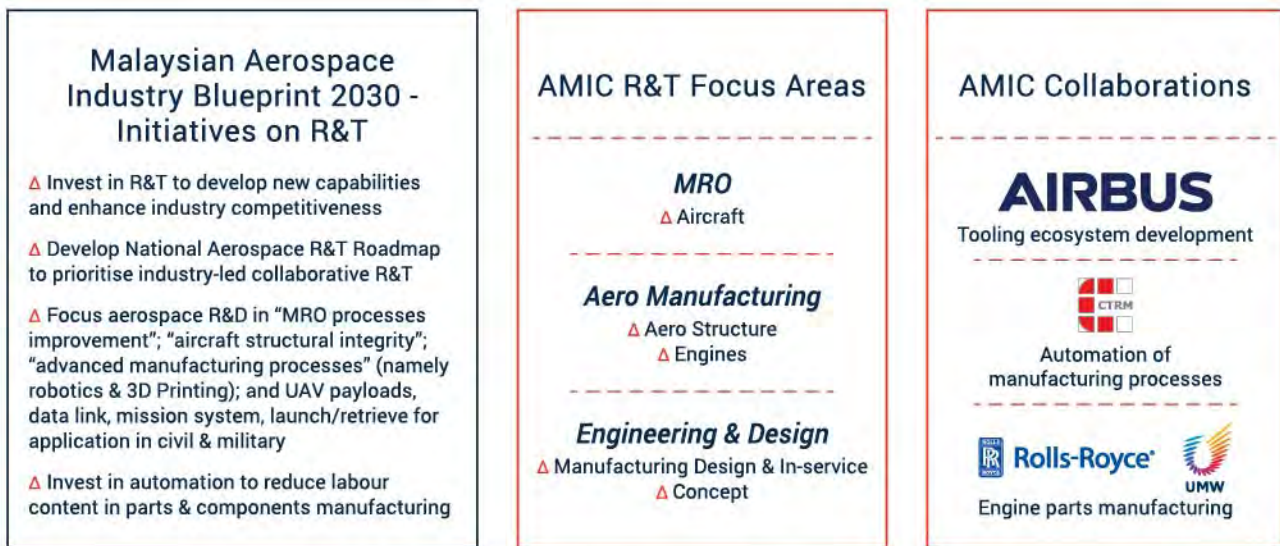 Malaysian Aerospace
Industry Blueprint 2030 -
Initiatives on R&T
Δ Invest in R&T to develop new capabilities
and enhance industry competitiveness
Δ Develop National Aerospace R&T Roadmap
to prioritise industry-led collaborative R&T
Δ Focus aerospace R&D in “MRO processes
improvement”; “aircraft structural integrity”;
“advanced manufacturing processes” (namely
robotics & 3D Printing); and UAV payloads,
data link, mission system, launch/retrieve for
application in civil & military
Δ Invest in automation to reduce labour
content in parts & components manufacturing
AMIC R&T Focus Areas
MRO
Δ Aircraft
Aero Manufacturing
Δ Aero Structure
Δ Engines
Engineering & Design
Δ Manufacturing Design & In-service
Δ Concept
AMIC Collaborations
AIRBUS
Tooling ecosystem development
CTRM
Automation of
manufacturing processes
ROLLS
RR
ROYCE
Rolls-Royce
UMW
Engine parts manufacturing